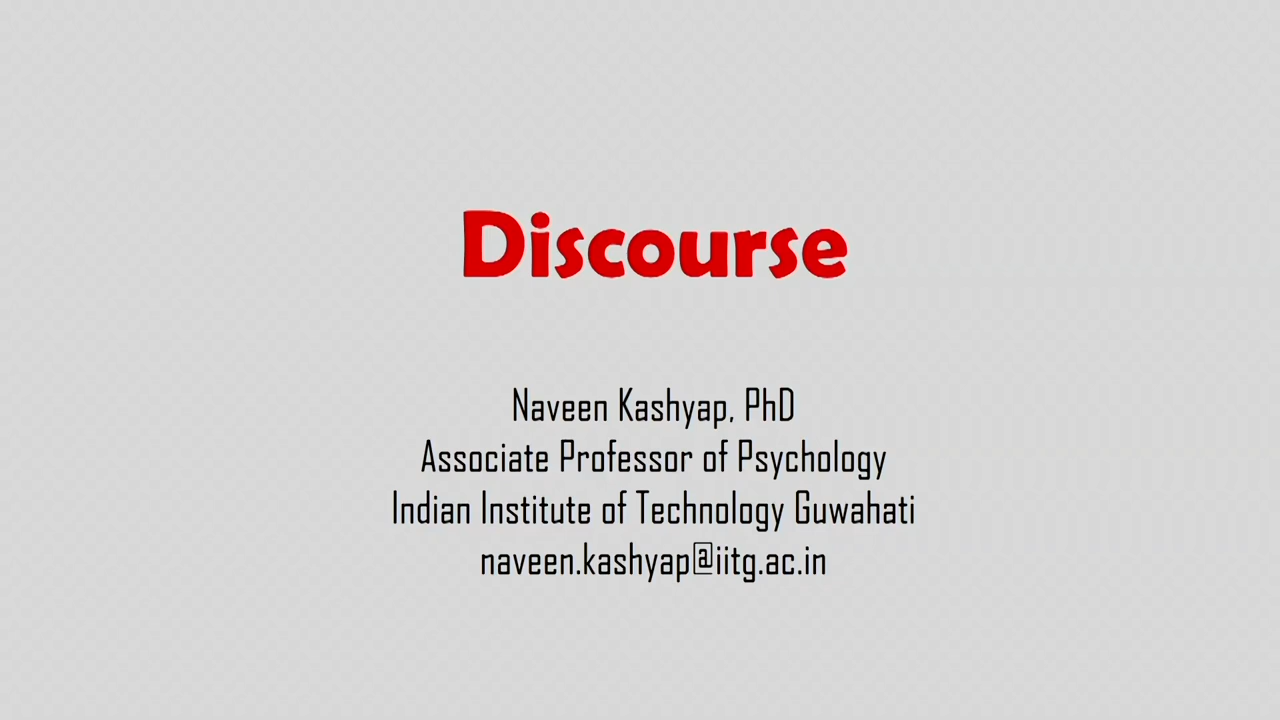 Discourse
Naveen Kashyap, PhD
Associate Professor of Psychology
Indian Institute of Technology Guwahati
naveen.kashyap@iitg.ac.in